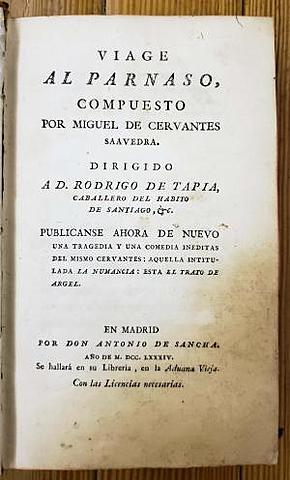 VIAGE
AL PARNASO,
COMPUESTO
POR MIGUEL DE CERVANTES
SAAVEDRA.
DIRIGIDO
A D. RODRIGO DE TAPIA,
CABALLERO DEL HABITO
DE SANTIAGO, &c.
PUBLICANSE AHORA DE NUEVO
UNA TRAGEDIA Y UNA COMEDIA INEDITAS
DEL MISMO CERVANTES: AQUELLA INTITU-
LADA LA NUMANCIA: ESTA EL TRATO DE
ARGEL.
EN MADRID
POR DON ANTONIO DE SANCHA.
AÑO DE M. DCC. LXXXIV.
Se hallará en su Libreria, en la Aduana Vieja.
Con las Licencias necesarias.